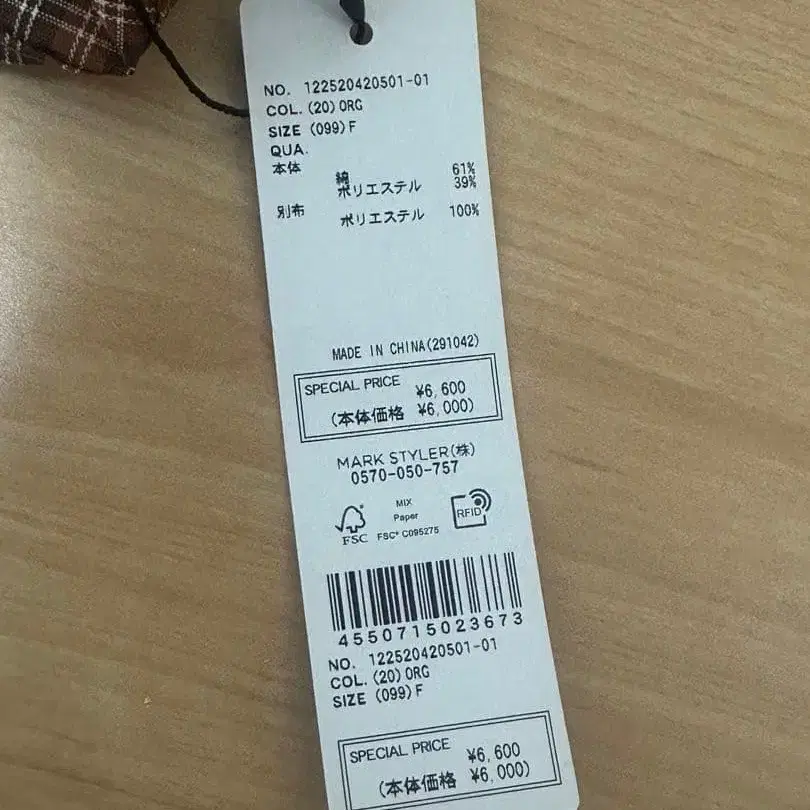 NO. 122520420501-01
COL. (20) ORG
SIZE (099) F
QUA.
本体 綿 61%
ポリエステル 39%
別布 ポリエステル 100%
MADE IN CHINA(291042)
SPECIAL PRICE ¥6,600
(本体価格 ¥6,000)
MARK STYLER(株)
0570-050-757
MIX
Paper
FSC FSC® C095275
RFID
4550715023673
NO. 122520420501-01
COL. (20) ORG
SIZE (099) F
SPECIAL PRICE ¥6,600
(本体価格 ¥6,000)